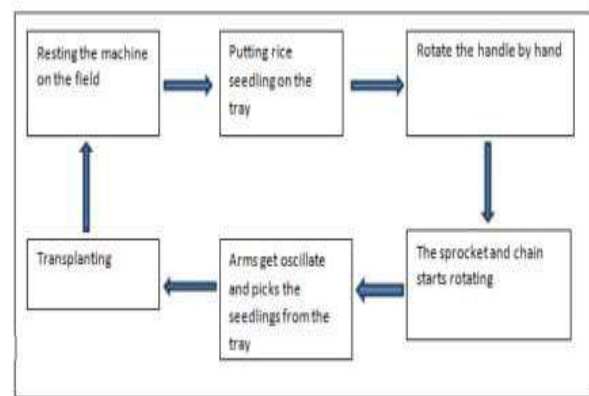 Resting the machine
on the field
Putting rice
seedling on the
tray
Rotate the handle by hand
The sprocket and chain
starts rotating
Arms get oscillate
and picks the
seedlings from the
tray
Transplanting